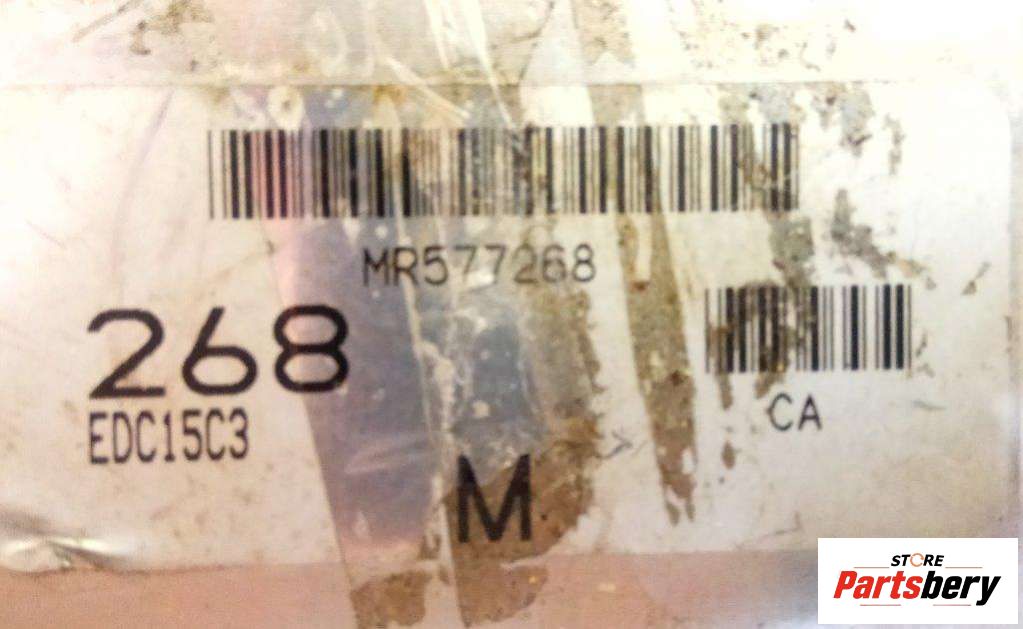 MR577268
268
EDC15C3
CA
M
STORE
Partsbery